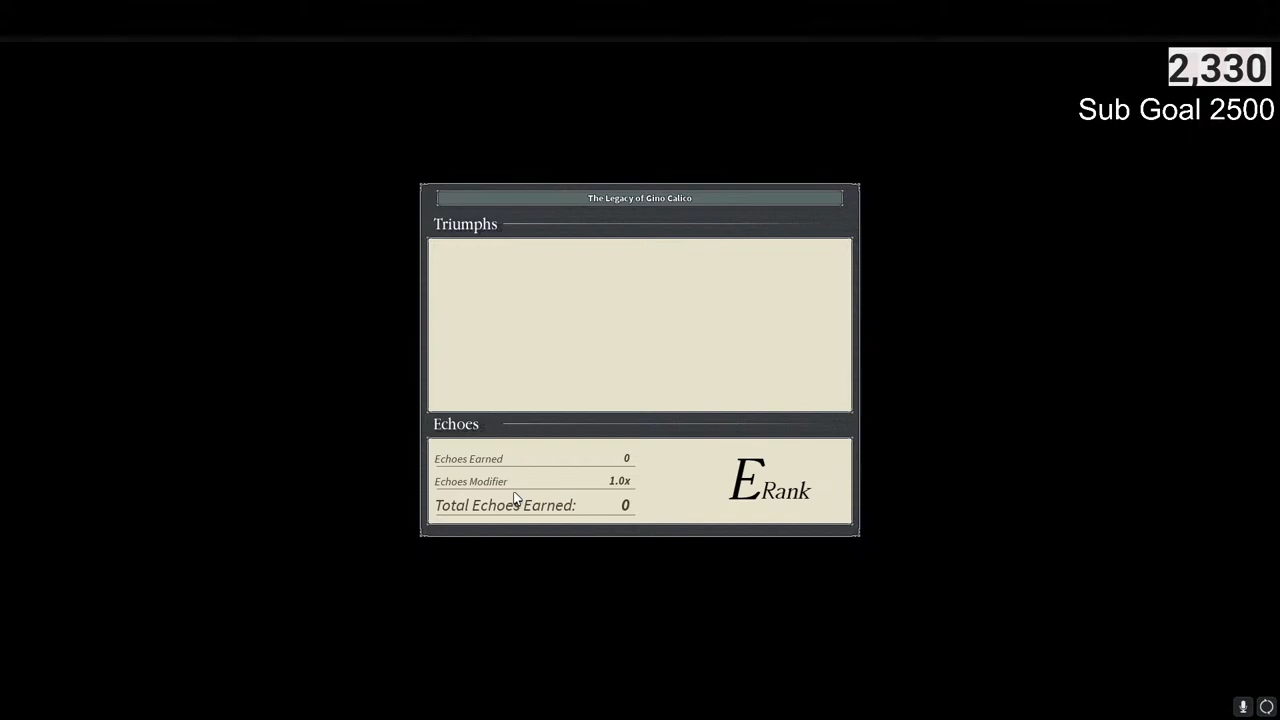 2,330
Sub Goal 2500
The Legacy of Gino Calico
Triumphs
Echoes
Echoes Earned 0
Echoes Modifier 1.0x
Total Echoes Earned: 0
E Rank